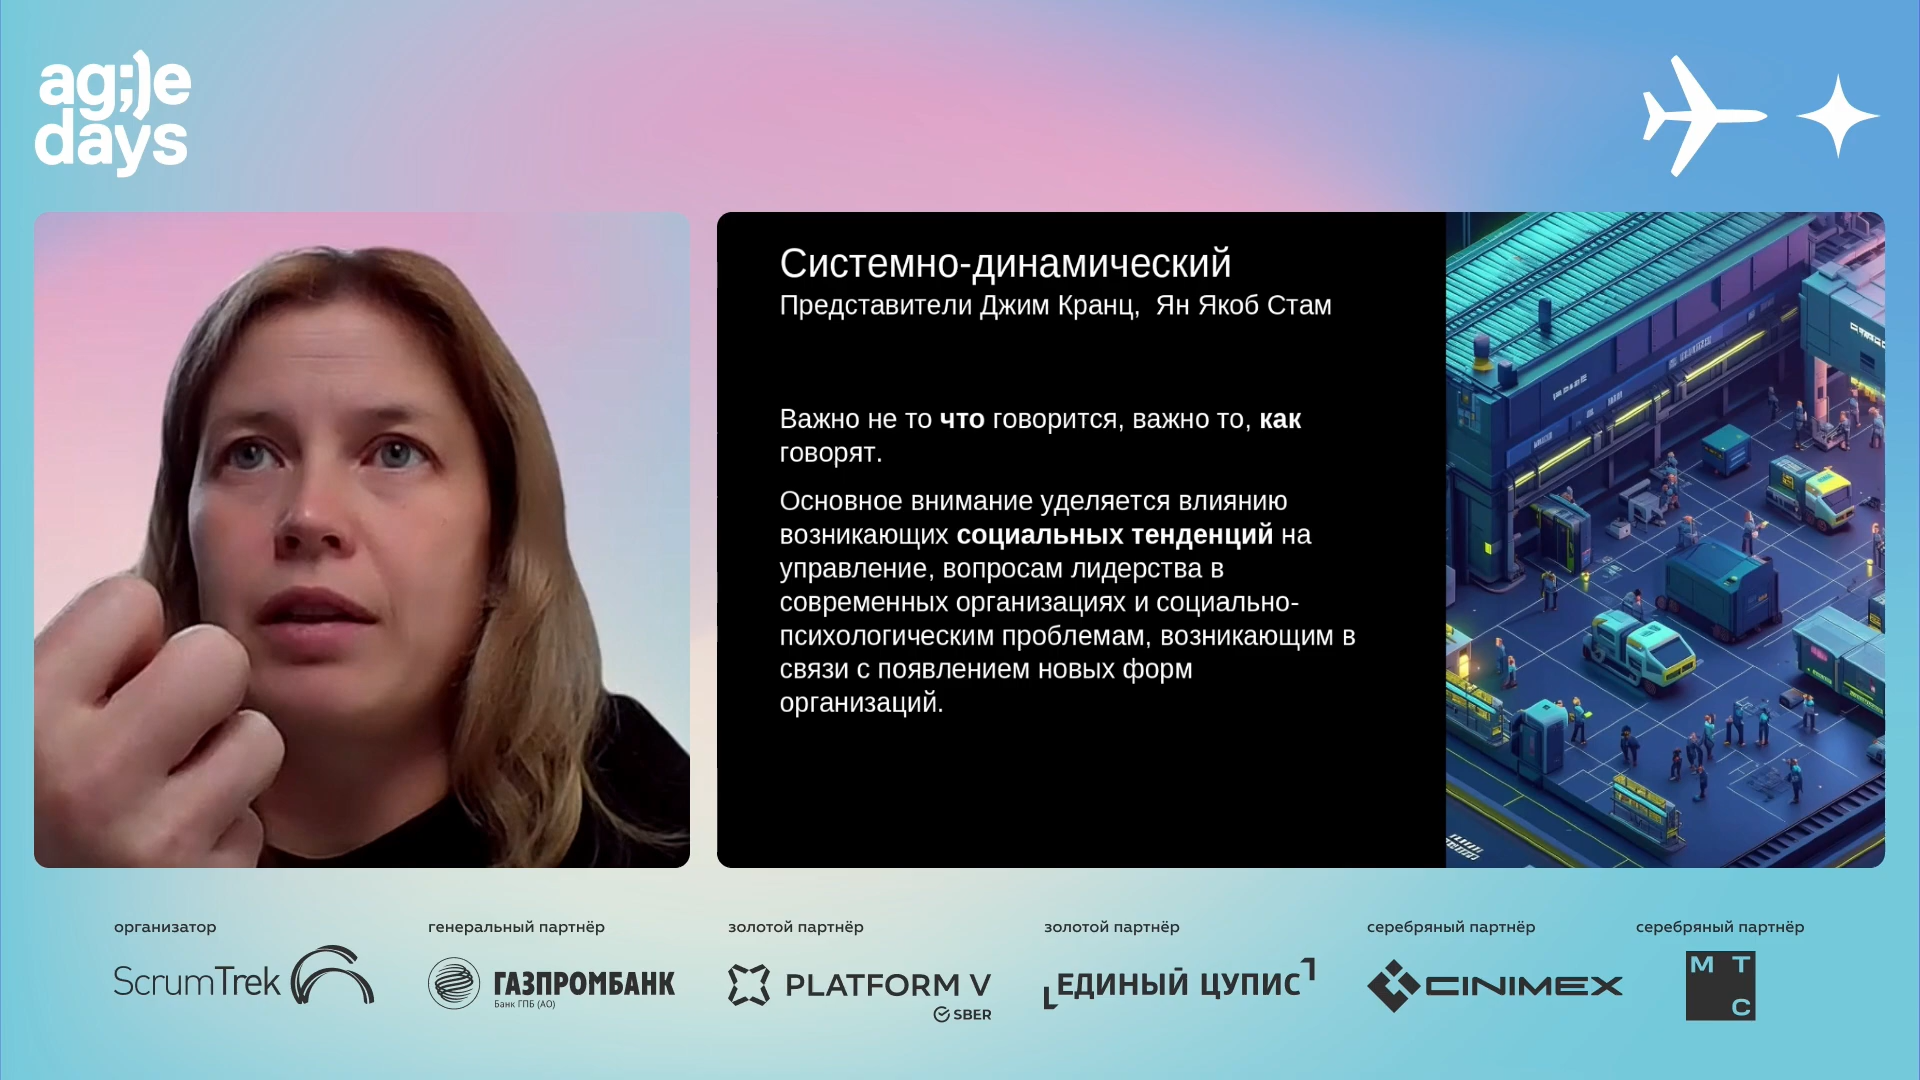 ag;le
days
Системно-динамический
Представители Джим Кранц, Ян Якоб Стам
Важно не то что говорится, важно то, как
говорят.
Основное внимание уделяется влиянию
возникающих социальных тенденций на
управление, вопросам лидерства в
современных организациях и социально-
психологическим проблемам, возникающим в
связи с появлением новых форм
организаций.
организатор
генеральный партнёр
золотой партнёр
золотой партнёр
серебряный партнёр
серебряный партнёр
ScrumTrek
ГАЗПРОМБАНК
Банк ГПБ (АО)
PLATFORM V
SBER
ЕДИНЫЙ ЦУПИС
CINIMEX
М Т
С